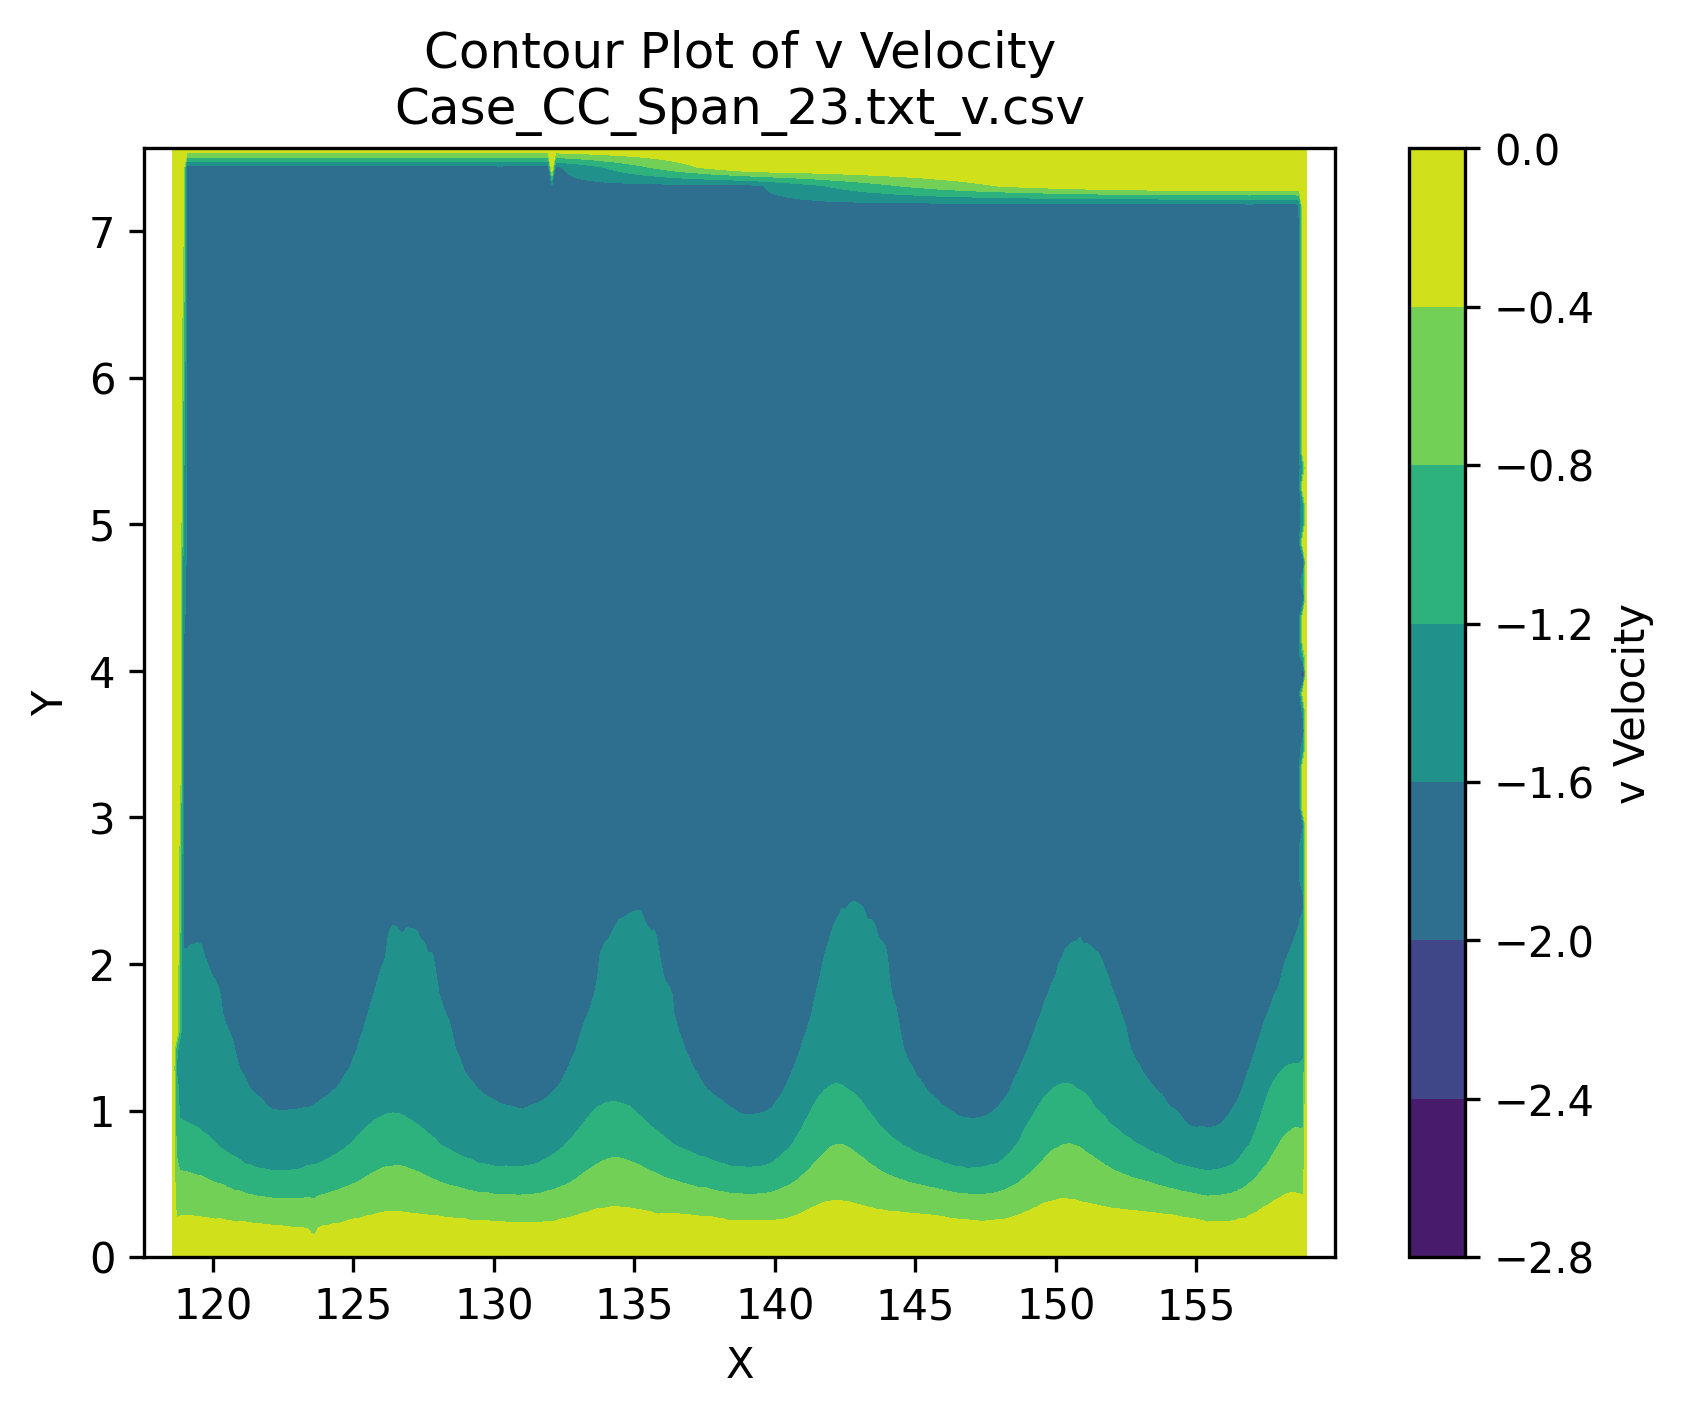 Contour Plot of v Velocity
Case_CC_Span_23.txt_v.csv
7
6
5
4
3
2
1
0
Y
120 125 130 135 140 145 150 155
X
0.0
−0.4
−0.8
−1.2
−1.6
−2.0
−2.4
−2.8
v Velocity